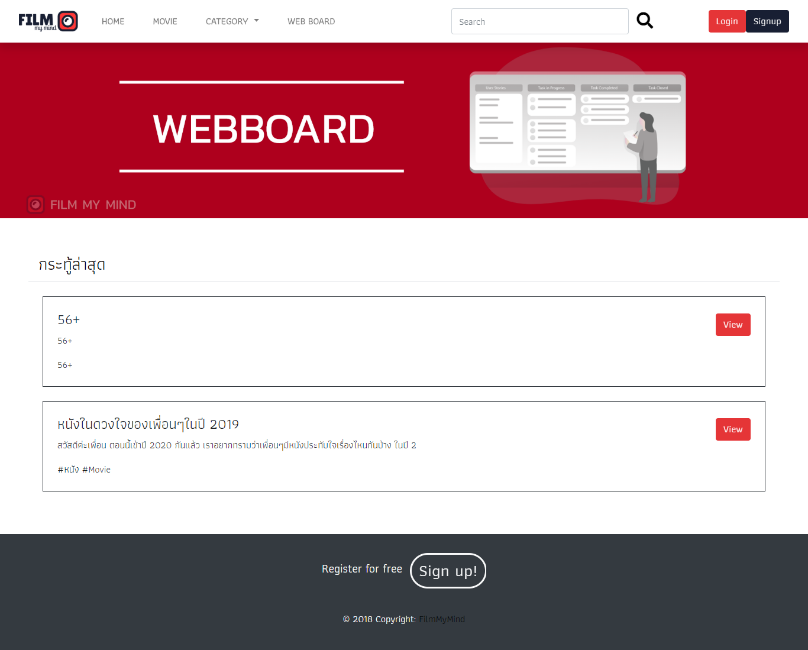 FILM
my mind
HOME
MOVIE
CATEGORY
WEB BOARD
Search
Login
Signup
WEBBOARD
Task in Progress
Task Completed
FILM MY MIND
กระทู้ล่าสุด
56+
View
56+
56+
หนังในดวงใจของเพื่อนๆในปี 2019
View
สวัสดีค่ะเพื่อน ตอนนี้เข้าปี 2020 กันแล้ว เราอยากทราบว่าเพื่อนๆมีหนังประทับใจเรื่องไหนกันบ้าง ในปี 2
#หนัง #Movie
Register for free
Sign up!
© 2018 Copyright: FilmMyMind